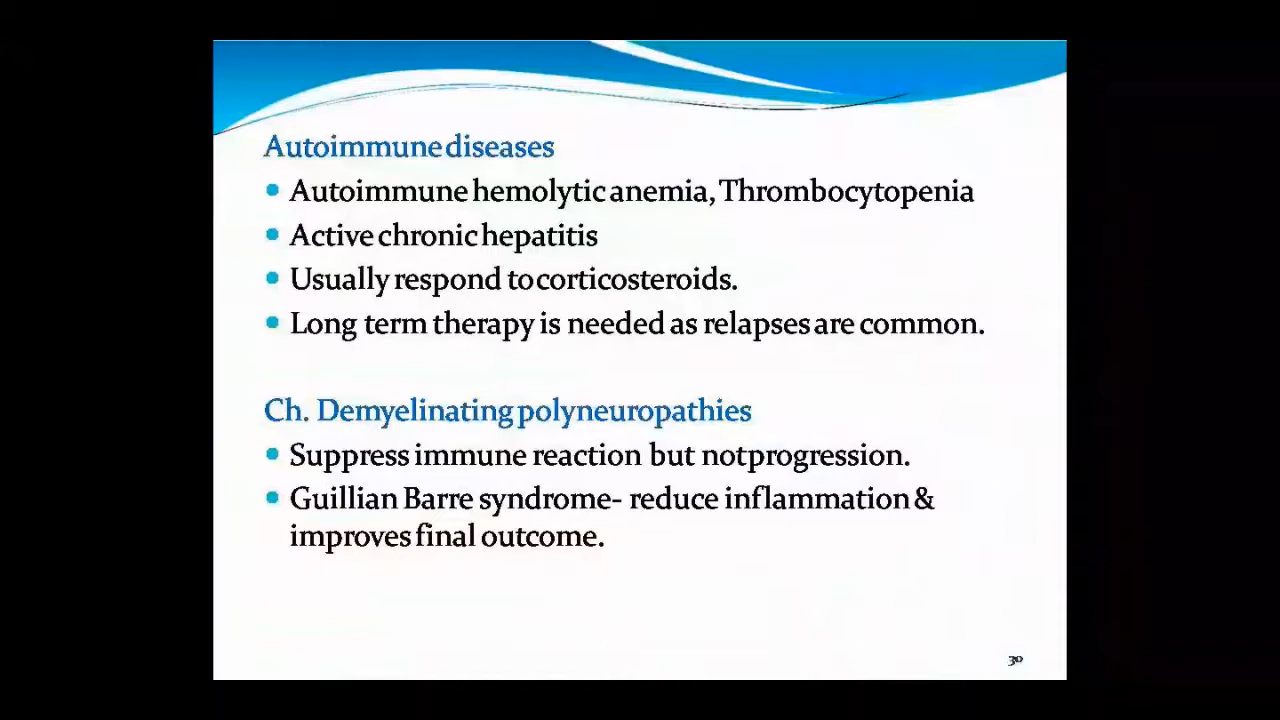 Autoimmune diseases
Autoimmune hemolytic anemia, Thrombocytopenia
Active chronic hepatitis
Usually respond to corticosteroids.
Long term therapy is needed as relapses are common.
Ch. Demyelinating polyneuropathies
Suppress immune reaction but not progression.
Guillian Barre syndrome- reduce inflammation &
improves final outcome.
30